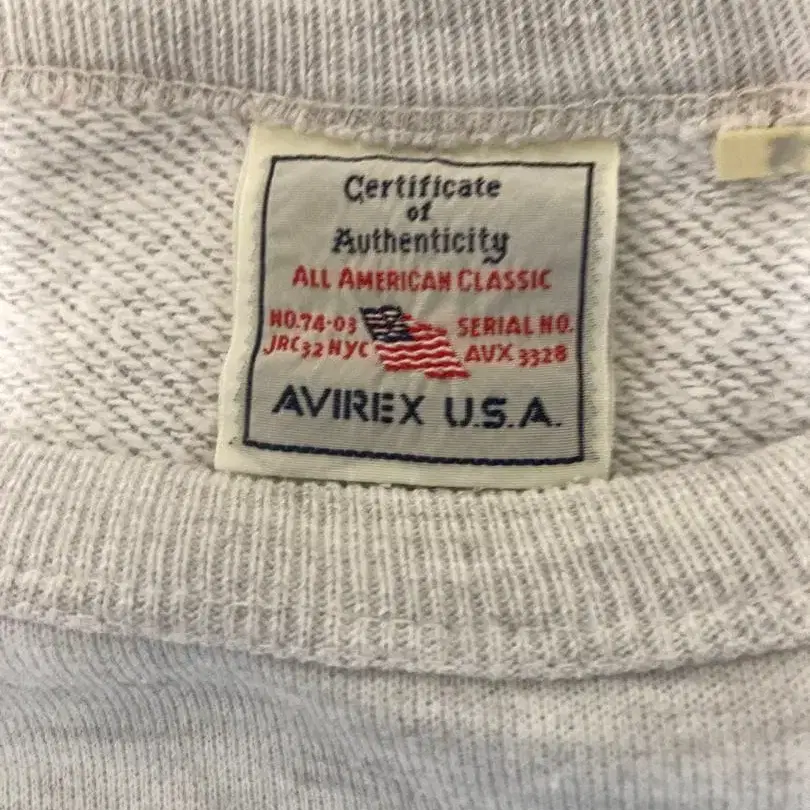 Certificate
of
Authenticity
ALL AMERICAN CLASSIC
NO.74-03 SERIAL NO.
JRC32 NYC AVX 3328
AVIREX U.S.A.